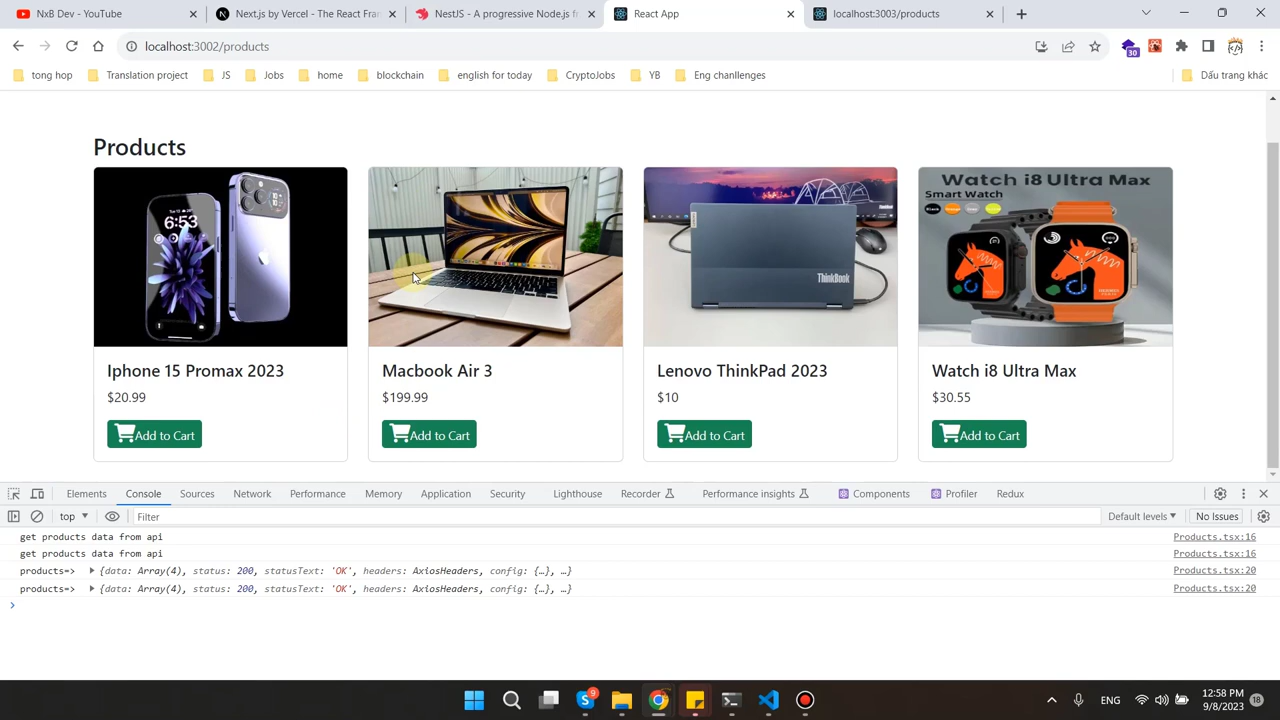 NxB Dev - YouTube
Next.js by Vercel - The React Fran
NestJS - A progressive Node.js f
React App
localhost:3003/products
localhost:3002/products
30
tong hop
Translation project
JS
Jobs
home
blockchain
english for today
CryptoJobs
YB
Eng chanllenges
Dấu trang khác
Products
6:53
ThinkBook
Watch i8 Ultra Max
Smart Watch
Iphone 15 Promax 2023
Macbook Air 3
Lenovo ThinkPad 2023
Watch i8 Ultra Max
$20.99
$199.99
$10
$30.55
Add to Cart
Add to Cart
Add to Cart
Add to Cart
Elements
Console
Sources
Network
Performance
Memory
Application
Security
Lighthouse
Recorder
Performance insights
Components
Profiler
Redux
top
Filter
Default levels
No Issues
get products data from api
Products.tsx:16
get products data from api
Products.tsx:16
products=> {data: Array(4), status: 200, statusText: 'OK', headers: AxiosHeaders, config: {…}, …}
Products.tsx:20
products=> {data: Array(4), status: 200, statusText: 'OK', headers: AxiosHeaders, config: {…}, …}
Products.tsx:20
9
ENG
12:58 PM
9/8/2023
18